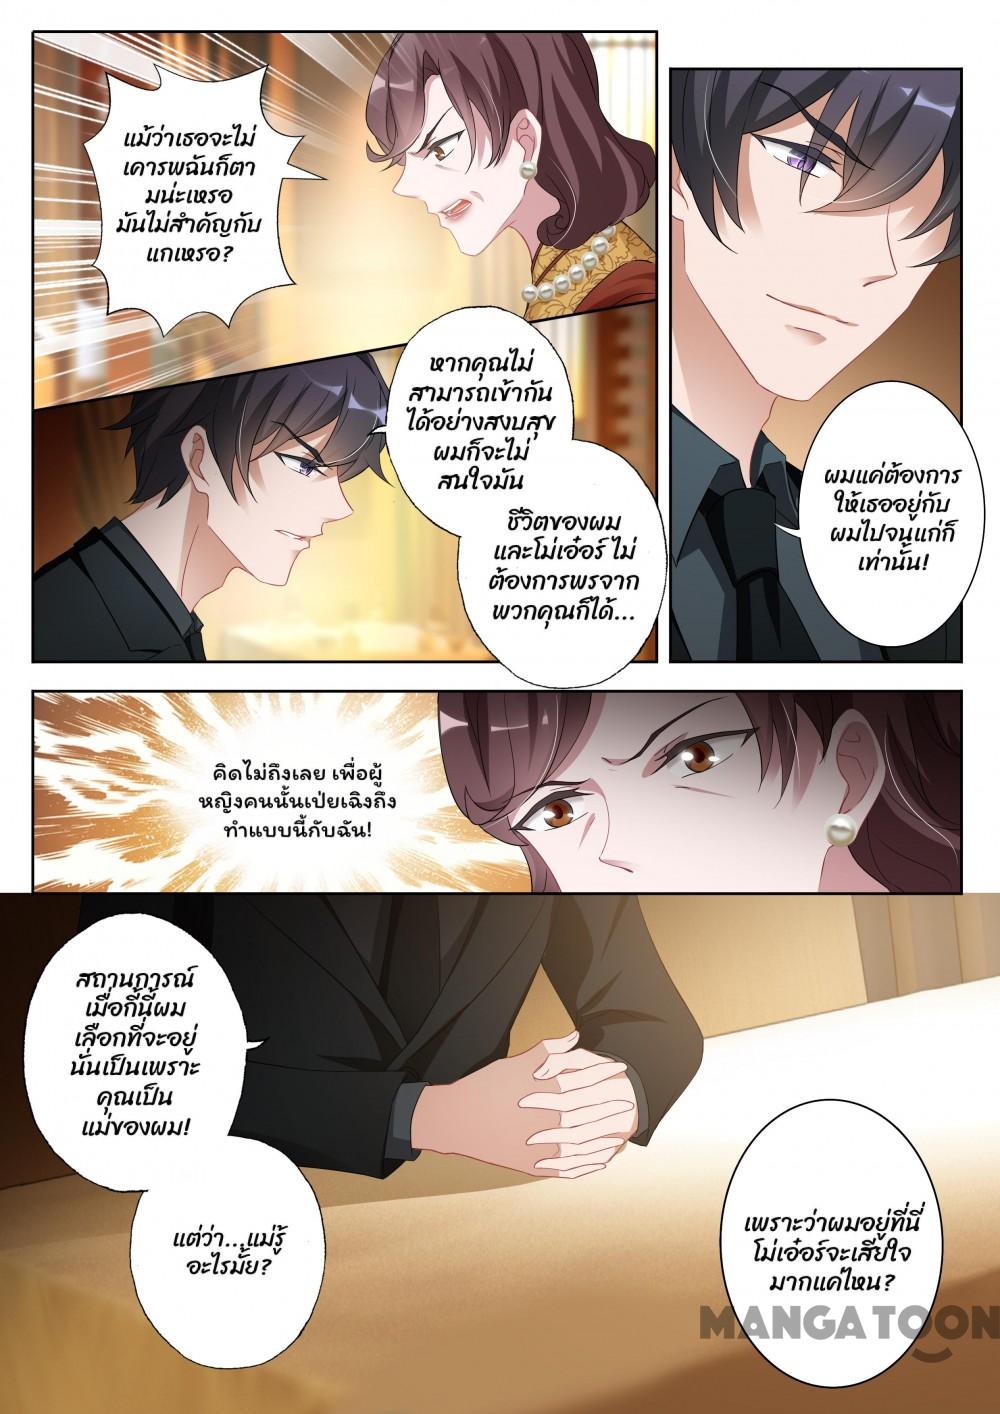 แม้ว่าเธอจะไม่
เคารพฉันก็ตา
มน่ะเหรอ
มันไม่สำคัญกับ
แกเหรอ?
หากคุณไม่
สามารถเข้ากัน
ได้อย่างสงบสุข
ผมก็จะไม่
สนใจมัน
ชีวิตของผม
และโม่เอ๋อร์ ไม่
ต้องการพรจาก
พวกคุณก็ได้...
ผมแค่ต้องการ
ให้เธออยู่กับ
ผมไปจนแก่ก็
เท่านั้น!
คิดไม่ถึงเลย เพื่อผู้
หญิงคนนั้นเป่ยเฉิงถึง
ทำแบบนี้กับฉัน!
สถานการณ์
เมื่อกี้นี้ผม
เลือกที่จะอยู่
นั่นเป็นเพราะ
คุณเป็น
แม่ของผม!
แต่ว่า...แม่รู้
อะไรมั้ย?
เพราะว่าผมอยู่ที่นี่
โม่เอ๋อร์จะเสียใจ
มากแค่ไหน?
MANGATOON